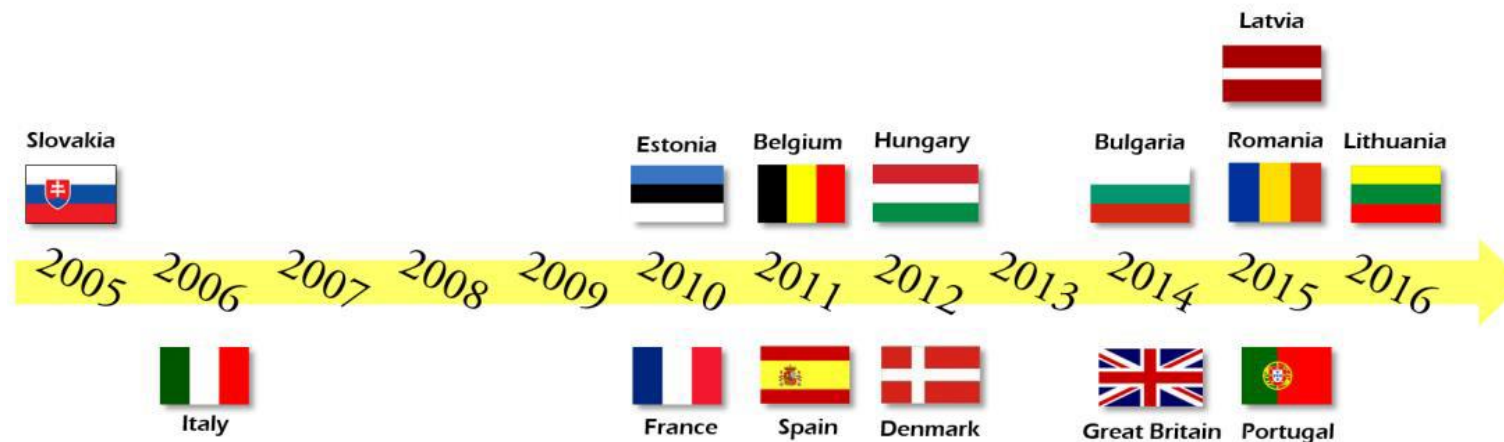 Latvia
Slovakia
Estonia
Belgium
Hungary
Bulgaria
Romania
Lithuania
2005
2006
2007
2008
2009
2010
2011
2012
2013
2014
2015
2016
Italy
France
Spain
Denmark
Great Britain
Portugal